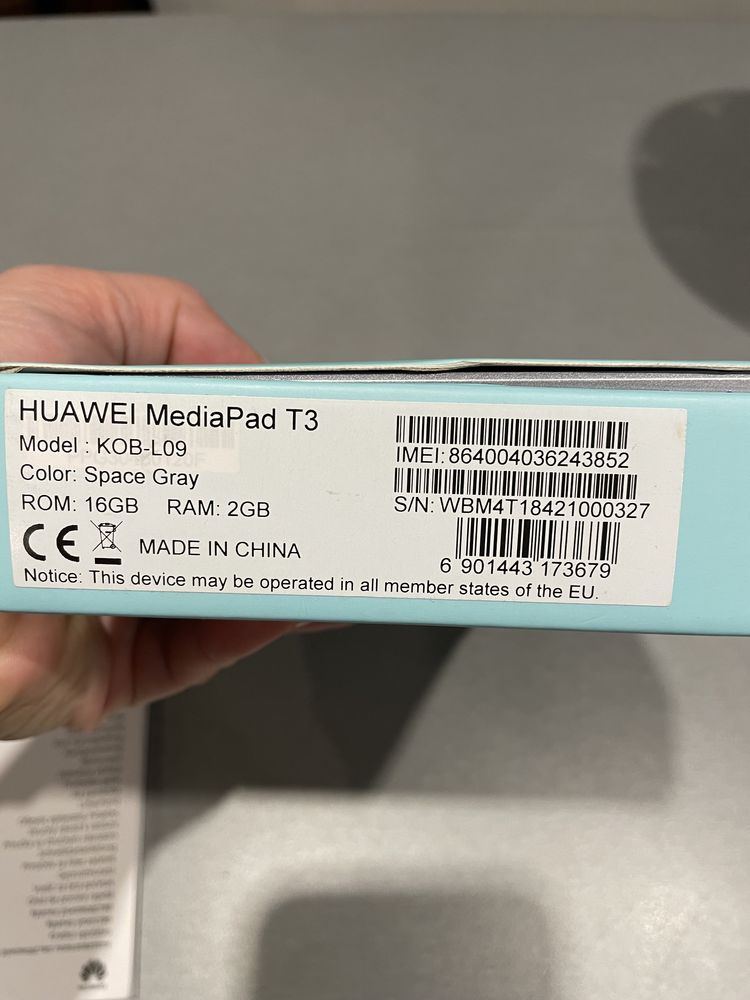 HUAWEI MediaPad T3
Model : KOB-L09
Color: Space Gray
ROM: 16GB RAM: 2GB
CE MADE IN CHINA
Notice: This device may be operated in all member states of the EU.
IMEI: 864004036243852
S/N: WBM4T18421000327
6 901443 173679